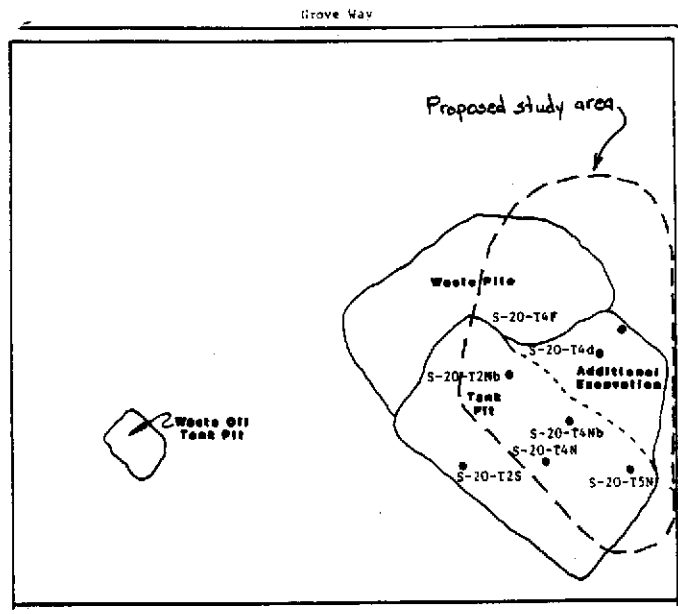 Grove Way
Proposed study area
Waste Pile
S-20-T4F
S-20-T4d
S-20-T2Nb
Additional
Excavation
Tank
Pit
Waste Oil
Tank Pit
S-20-T4Nb
S-20-T4N
S-20-T2S
S-20-T5N